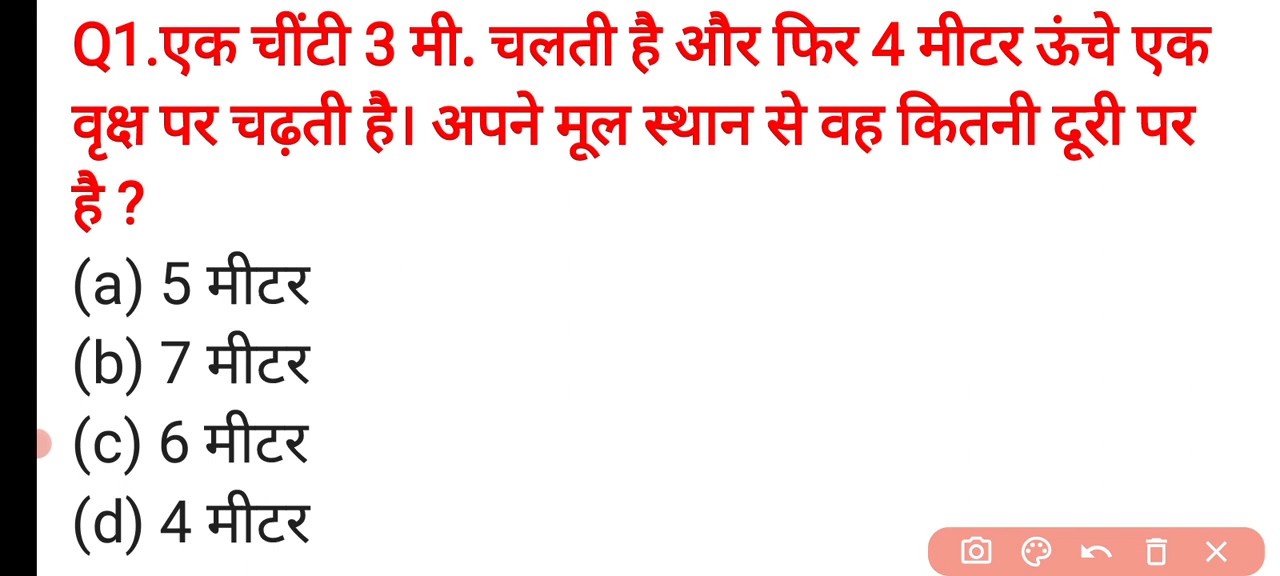 Q1.एक चींटी 3 मी. चलती है और फिर 4 मीटर ऊंचे एक
वृक्ष पर चढ़ती है। अपने मूल स्थान से वह कितनी दूरी पर
है ?
(a) 5 मीटर
(b) 7 मीटर
(c) 6 मीटर
(d) 4 मीटर